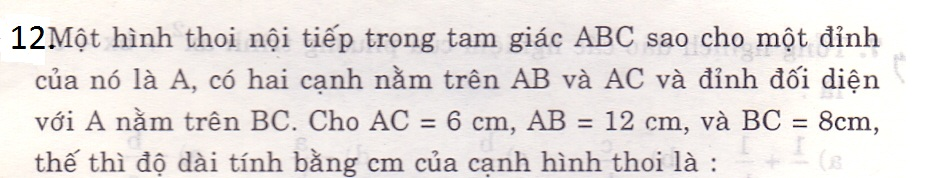 12.Một hình thoi nội tiếp trong tam giác ABC sao cho một đỉnh
của nó là A, có hai cạnh nằm trên AB và AC và đỉnh đối diện
với A nằm trên BC. Cho AC = 6 cm, AB = 12 cm, và BC = 8cm,
thế thì độ dài tính bằng cm của cạnh hình thoi là :